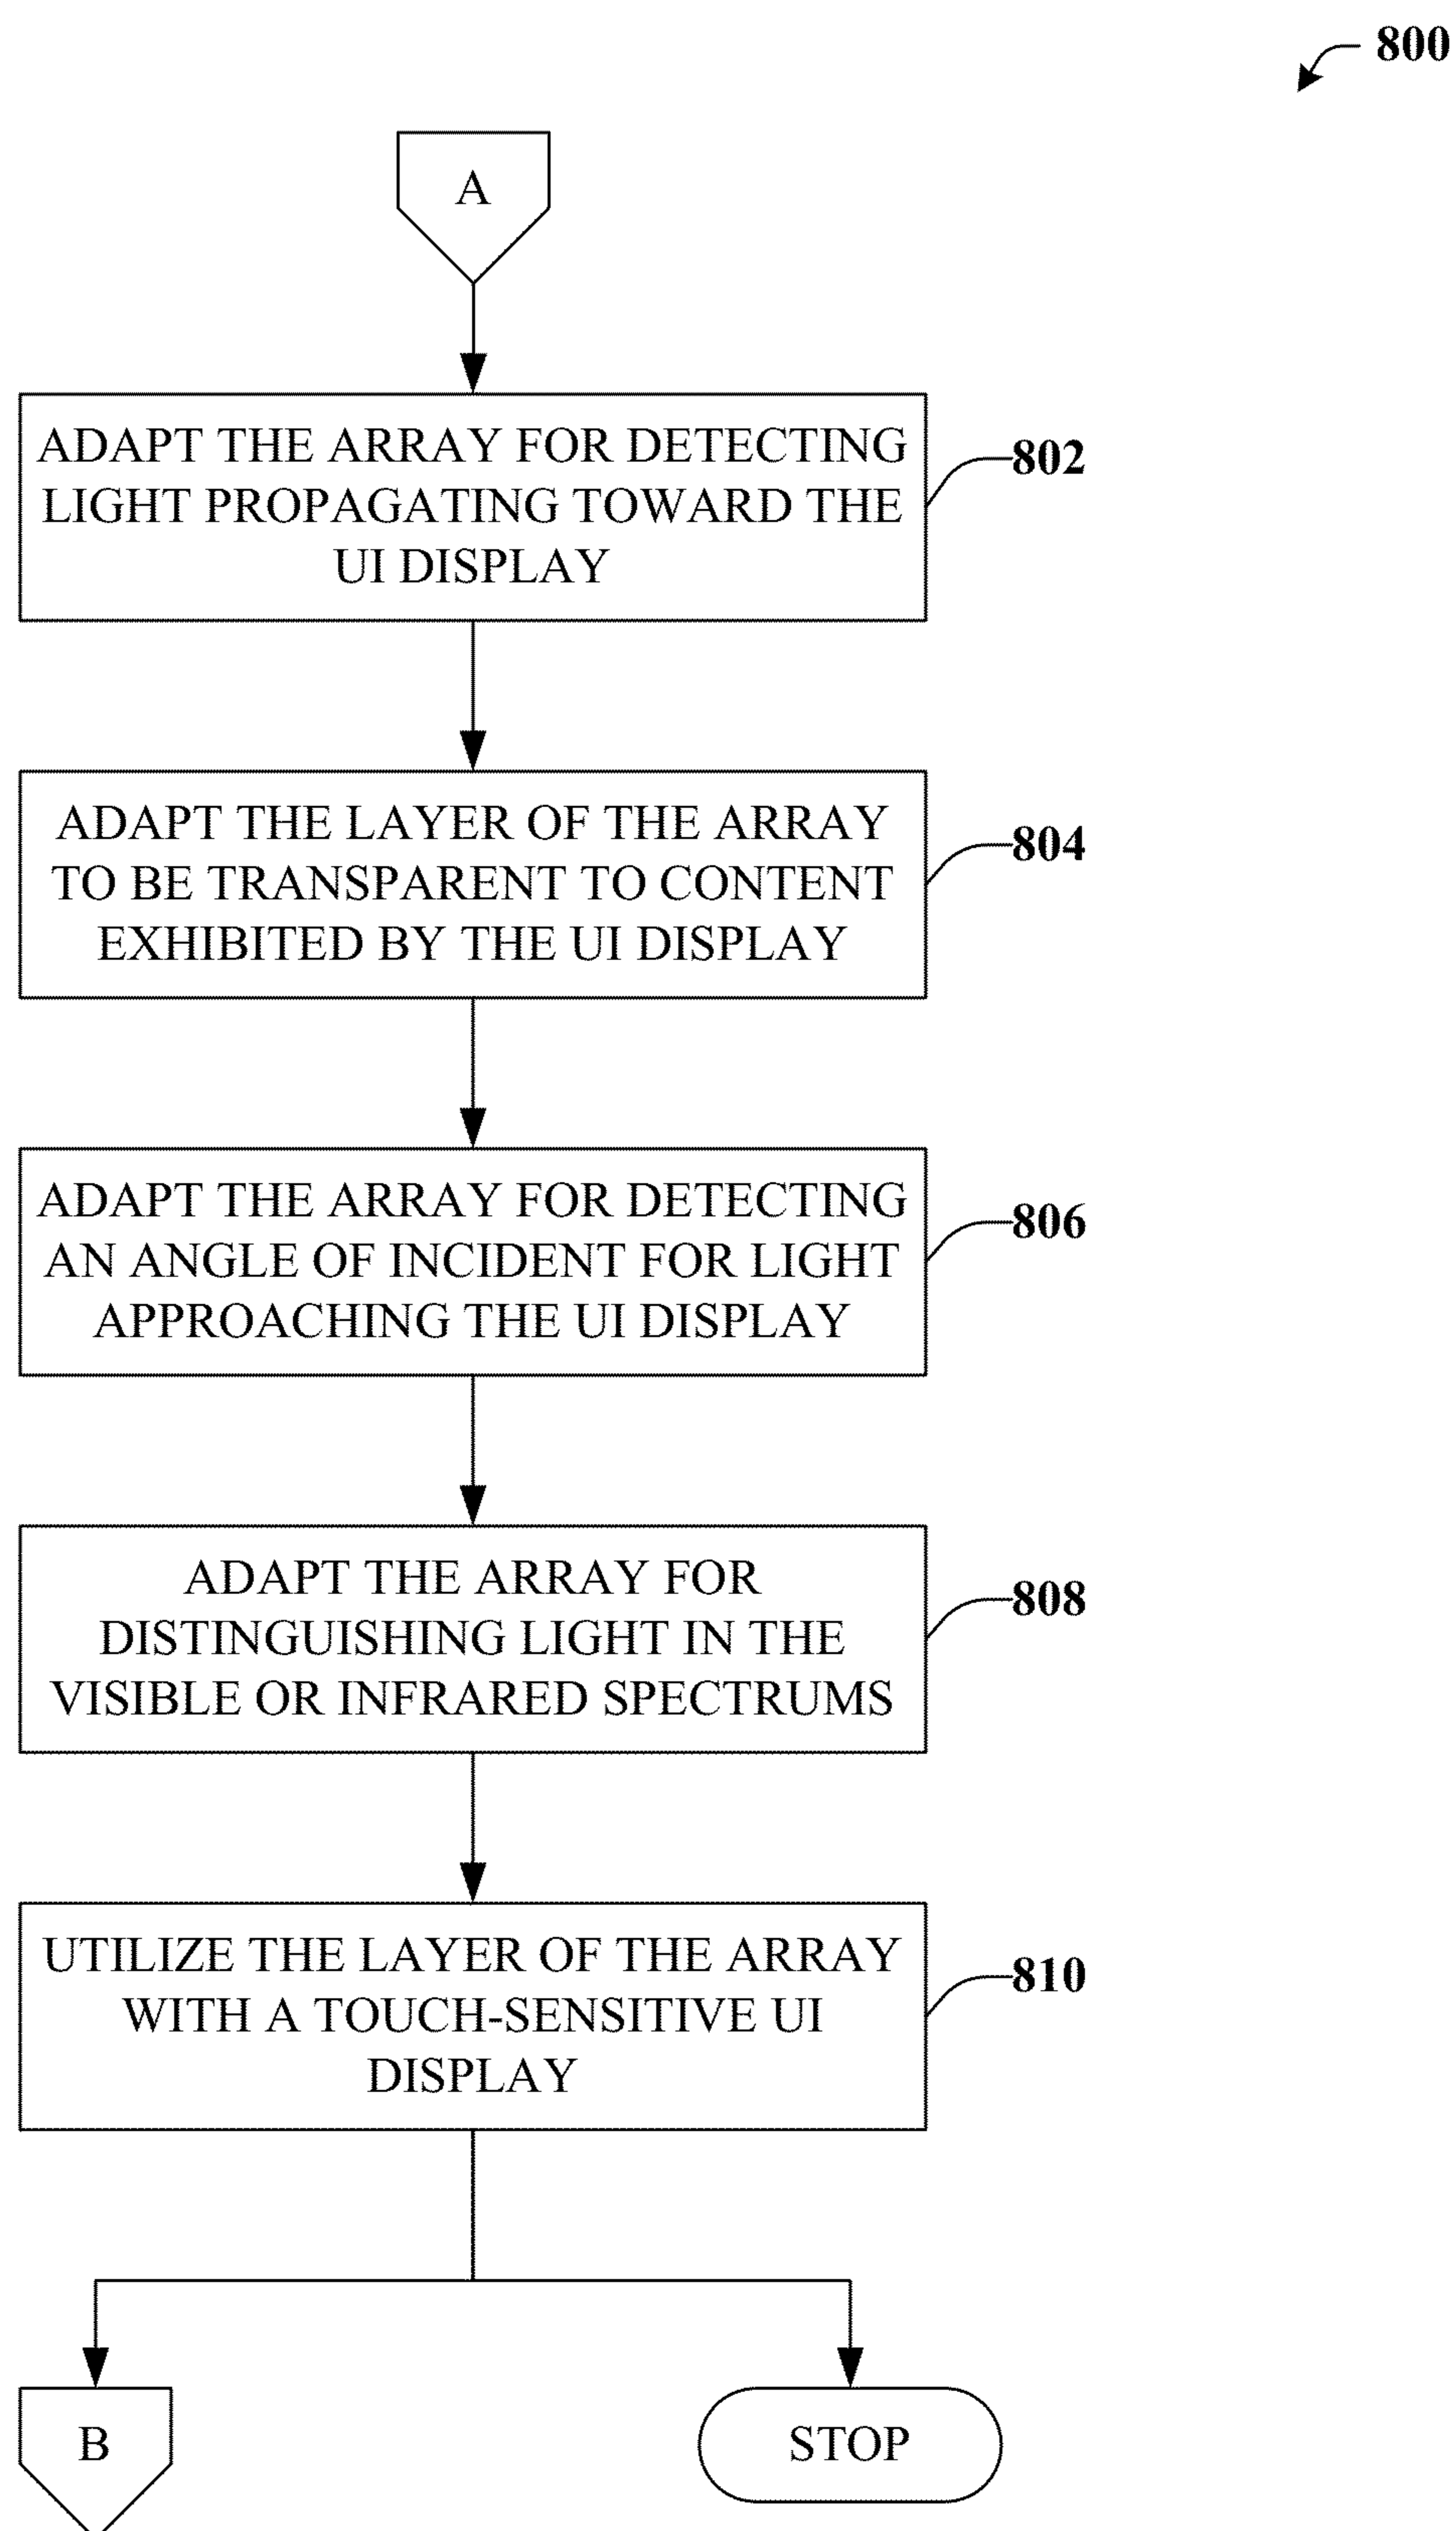 800
A
ADAPT THE ARRAY FOR DETECTING
LIGHT PROPAGATING TOWARD THE
UI DISPLAY
802
ADAPT THE LAYER OF THE ARRAY
TO BE TRANSPARENT TO CONTENT
EXHIBITED BY THE UI DISPLAY
804
ADAPT THE ARRAY FOR DETECTING
AN ANGLE OF INCIDENT FOR LIGHT
APPROACHING THE UI DISPLAY
806
ADAPT THE ARRAY FOR
DISTINGUISHING LIGHT IN THE
VISIBLE OR INFRARED SPECTRUMS
808
UTILIZE THE LAYER OF THE ARRAY
WITH A TOUCH-SENSITIVE UI
DISPLAY
810
B
STOP